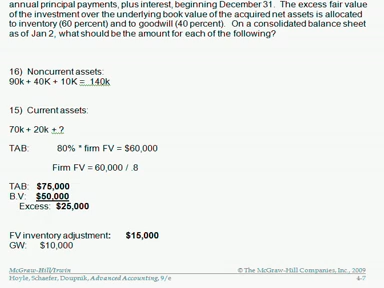 annual principal payments, plus interest, beginning December 31.  The excess fair value
of the investment over the underlying book value of the acquired net assets is allocated
to inventory (60 percent) and to goodwill (40 percent).  On a consolidated balance sheet
as of Jan 2, what should be the amount for each of the following?
16) Noncurrent assets:
90k + 40K + 10K = 140k
15) Current assets:
70k + 20k + ?
TAB: 80% * firm FV = $60,000
Firm FV = 60,000 / .8
TAB: $75,000
B.V: $50,000
Excess: $25,000
FV inventory adjustment: $15,000
GW: $10,000
McGraw-Hill/Irwin © The McGraw-Hill Companies, Inc., 2009
Hoyle, Schaefer, Doupnik, Advanced Accounting, 9/e 4-7